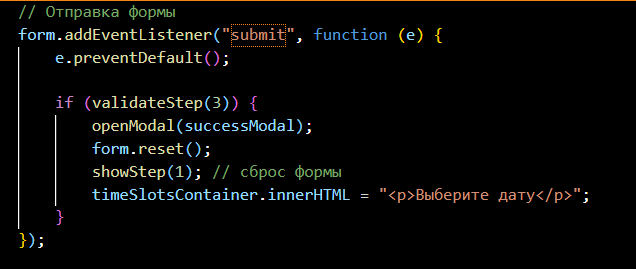 // Отправка формы
form.addEventListener("submit", function (e) {
e.preventDefault();
if (validateStep(3)) {
openModal(successModal);
form.reset();
showStep(1); // сброс формы
timeSlotsContainer.innerHTML = "<p>Выберите дату</p>";
}
});